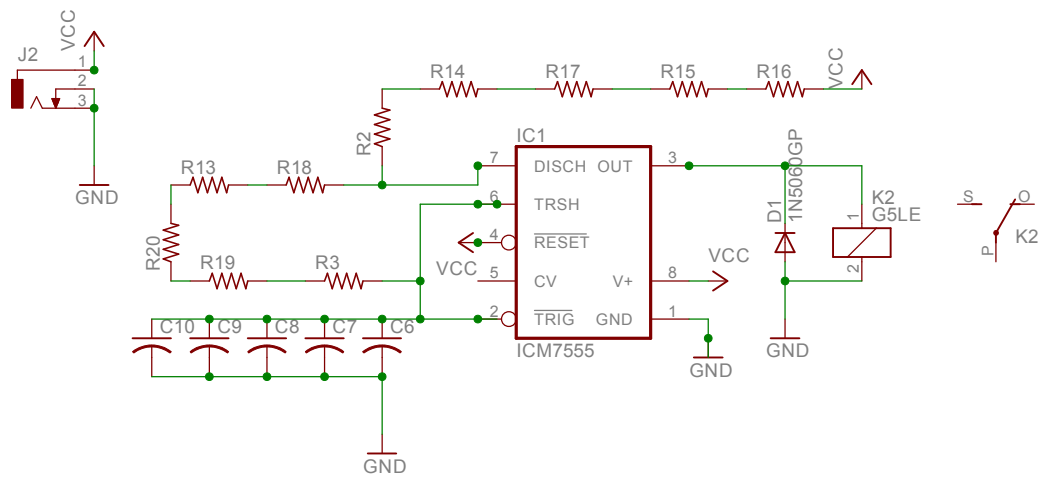 J2
VCC
1
2
3
GND
R14
R17
R15
R16
VCC
R2
R13
R18
R20
R19
R3
IC1
7 DISCH OUT 3
6 TRSH
4 RESET
VCC
5 CV V+ 8
VCC
2 TRIG GND 1
ICM7555
GND
D1
1N5060GP
K2
G5LE
1
2
GND
S O
P K2
C10 C9 C8 C7 C6
GND